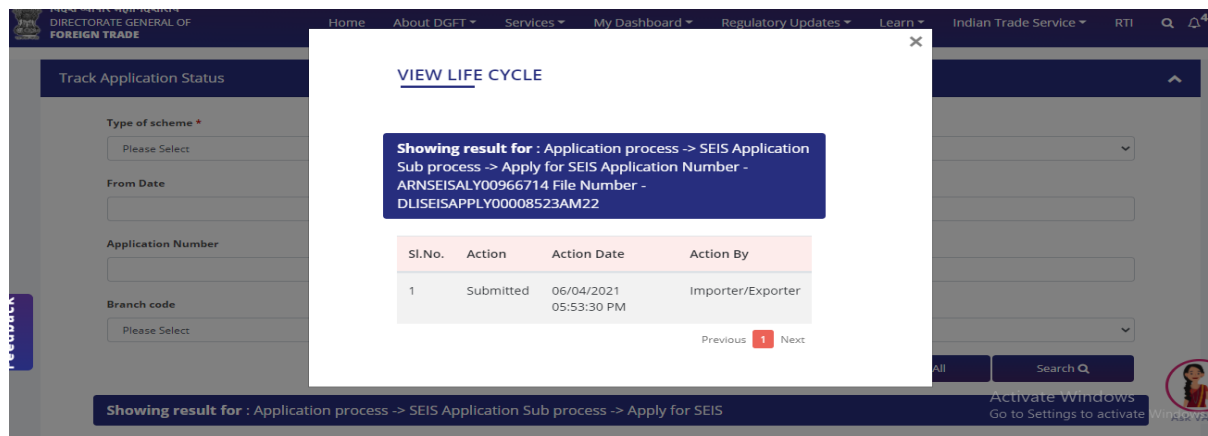 DIRECTORATE GENERAL OF
FOREIGN TRADE
Home About DGFT Services My Dashboard Regulatory Updates Learn Indian Trade Service RTI 4
Track Application Status
Type of scheme *
Please Select
From Date
Application Number
Branch code
Please Select
Feedback
×
VIEW LIFE CYCLE
Showing result for : Application process -> SEIS Application
Sub process -> Apply for SEIS Application Number -
ARNSEISALY00966714 File Number -
DLISEISAPPLY00008523AM22
Sl.No. Action Action Date Action By
1 Submitted 06/04/2021 Importer/Exporter
05:53:30 PM
Previous 1 Next
All Search
Showing result for : Application process -> SEIS Application Sub process -> Apply for SEIS
Activate Windows
Go to Settings to activate Windows.